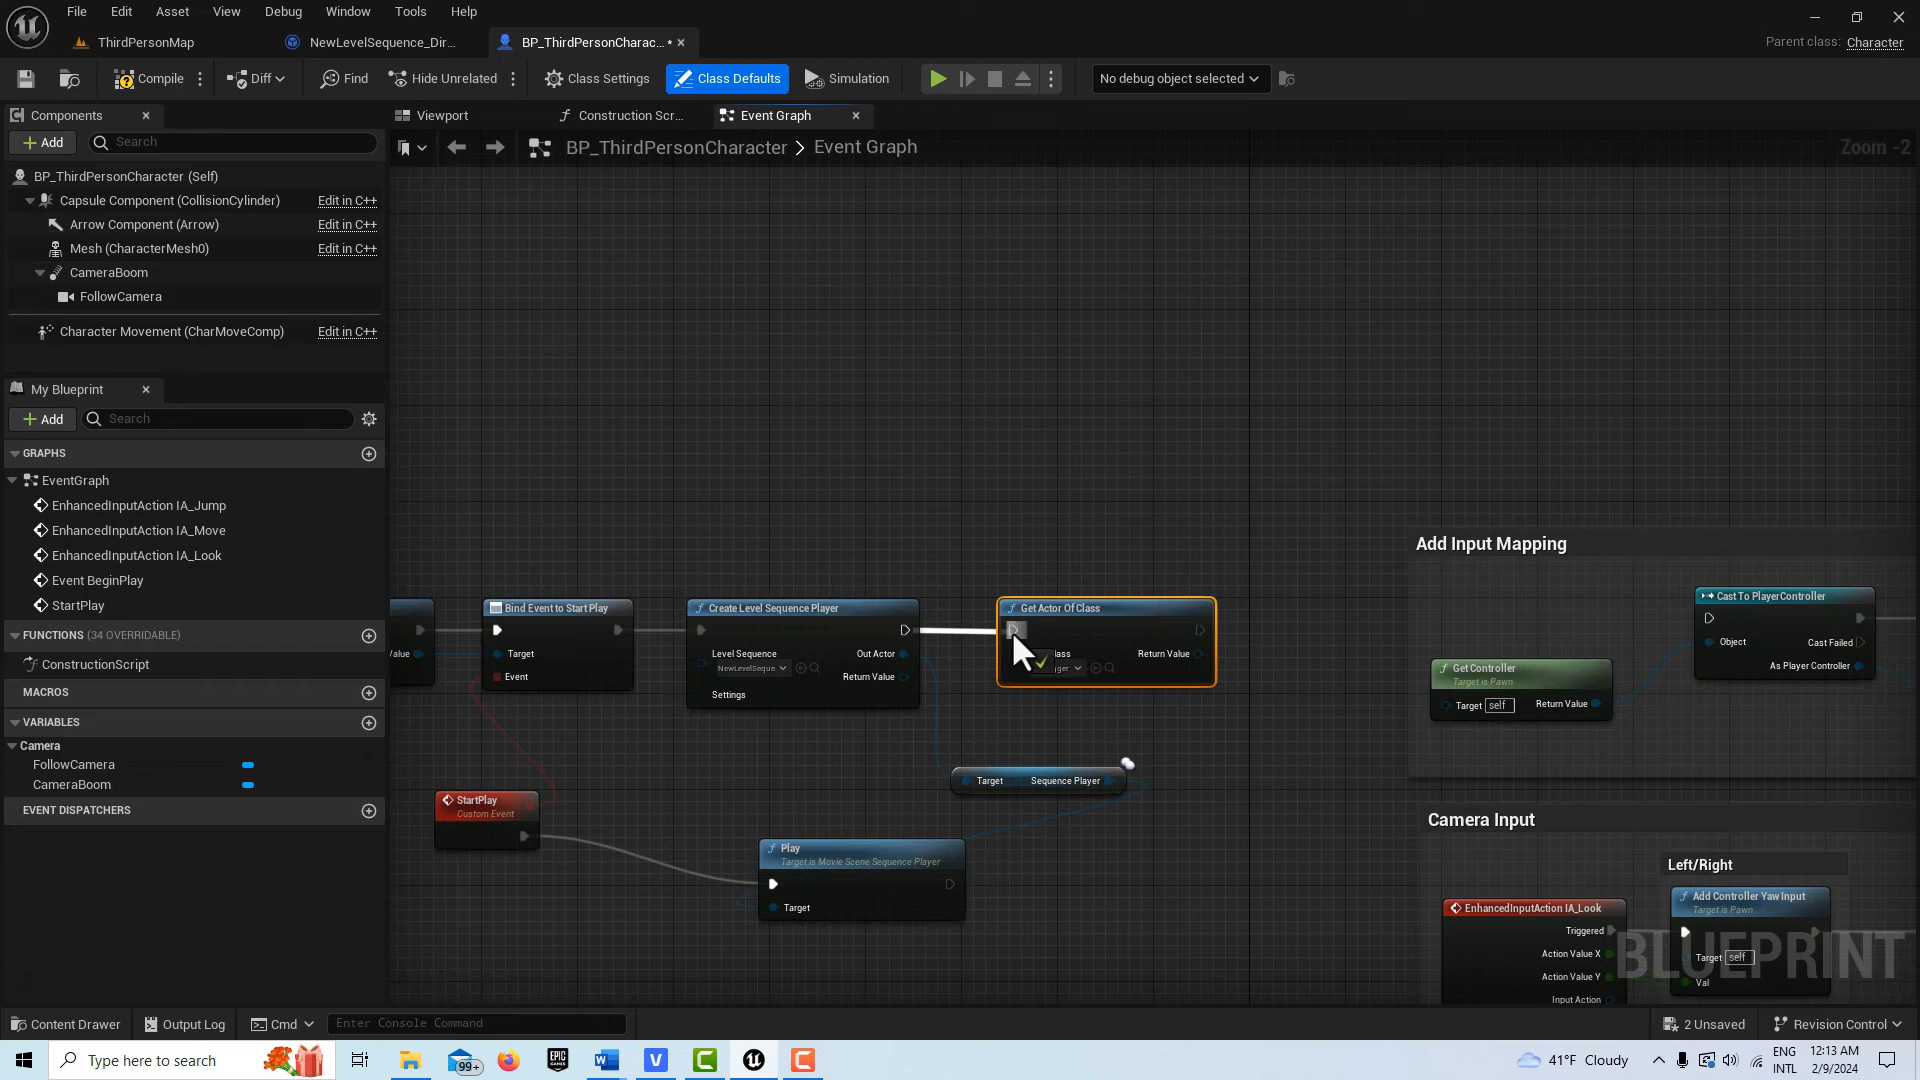 File Edit Asset View Debug Window Tools Help
ThirdPersonMap
NewLevelSequence_Dir...
BP_ThirdPersonCharac... •
Parent class: Character
Compile
Diff
Find
Hide Unrelated
Class Settings
Class Defaults
Simulation
No debug object selected
Components
Viewport
Construction Scr...
Event Graph
Add
Search
BP_ThirdPersonCharacter > Event Graph
Zoom -2
BP_ThirdPersonCharacter (Self)
Capsule Component (CollisionCylinder) Edit in C++
Arrow Component (Arrow) Edit in C++
Mesh (CharacterMesh0) Edit in C++
CameraBoom
FollowCamera
Character Movement (CharMoveComp) Edit in C++
My Blueprint
Add
Search
GRAPHS
EventGraph
EnhancedInputAction IA_Jump
EnhancedInputAction IA_Move
EnhancedInputAction IA_Look
Event BeginPlay
StartPlay
FUNCTIONS (34 OVERRIDABLE)
ConstructionScript
MACROS
VARIABLES
Camera
FollowCamera
CameraBoom
EVENT DISPATCHERS
Bind Event to Start Play
Target
Event
Create Level Sequence Player
Level Sequence
NewLevelSeque
Settings
Out Actor
Return Value
Get Actor Of Class
Return Value
Target Sequence Player
StartPlay
Custom Event
Play
Target is Movie Scene Sequence Player
Target
Add Input Mapping
Get Controller
Target is Pawn
Target self
Return Value
Cast To PlayerController
Object
Cast Failed
As Player Controller
Camera Input
Left/Right
EnhancedInputAction IA_Look
Triggered
Action Value X
Action Value Y
Input Action
Add Controller Yaw Input
Target is Pawn
Target self
Val
BLUEPRINT
Content Drawer
Output Log
Cmd
Enter Console Command
2 Unsaved
Revision Control
Type here to search
99+
EPIC GAMES
41°F Cloudy
ENG
INTL
12:13 AM
2/9/2024